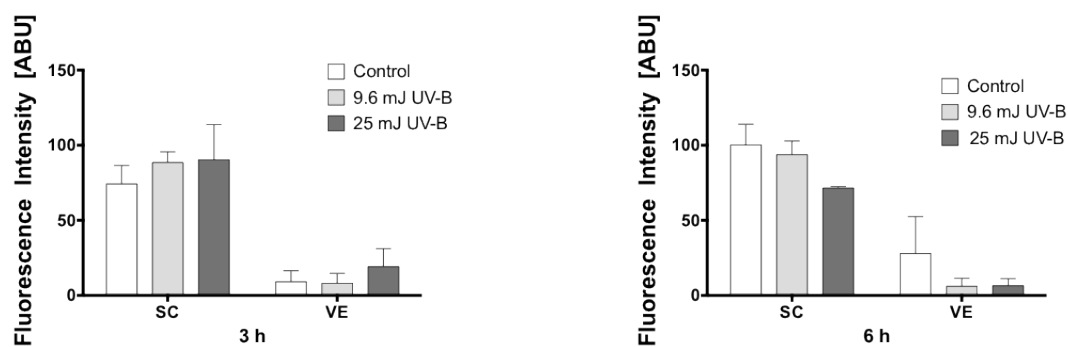 Fluorescence Intensity [ABU]
150
100
50
0
Control
9.6 mJ UV-B
25 mJ UV-B
SC
VE
3 h
Fluorescence Intensity [ABU]
150
100
50
0
Control
9.6 mJ UV-B
25 mJ UV-B
SC
VE
6 h